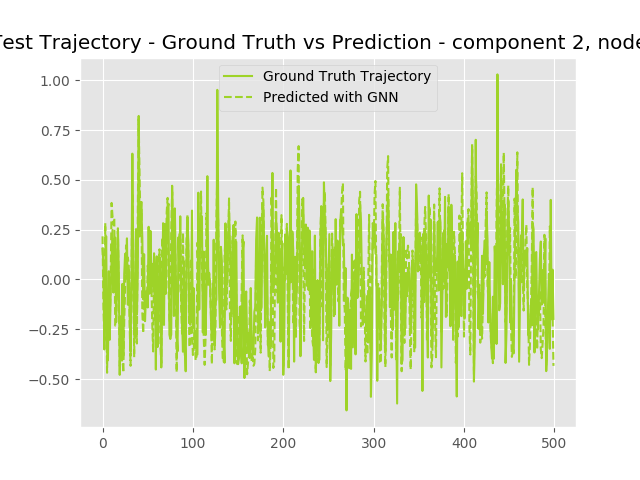 Test Trajectory - Ground Truth vs Prediction - component 2, node
Ground Truth Trajectory
Predicted with GNN
1.00
0.75
0.50
0.25
0.00
−0.25
−0.50
0 100 200 300 400 500